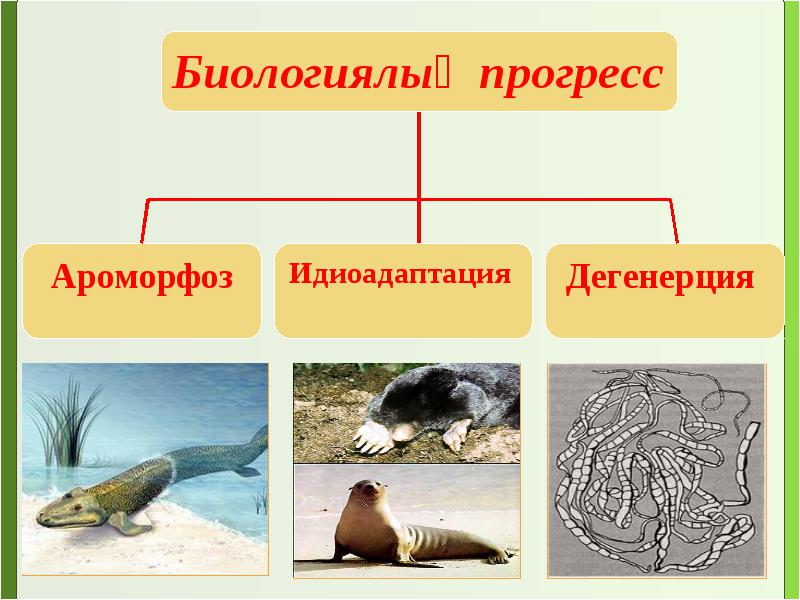 Биологиялық прогресс
Ароморфоз
Идиоадаптация
Дегенерция